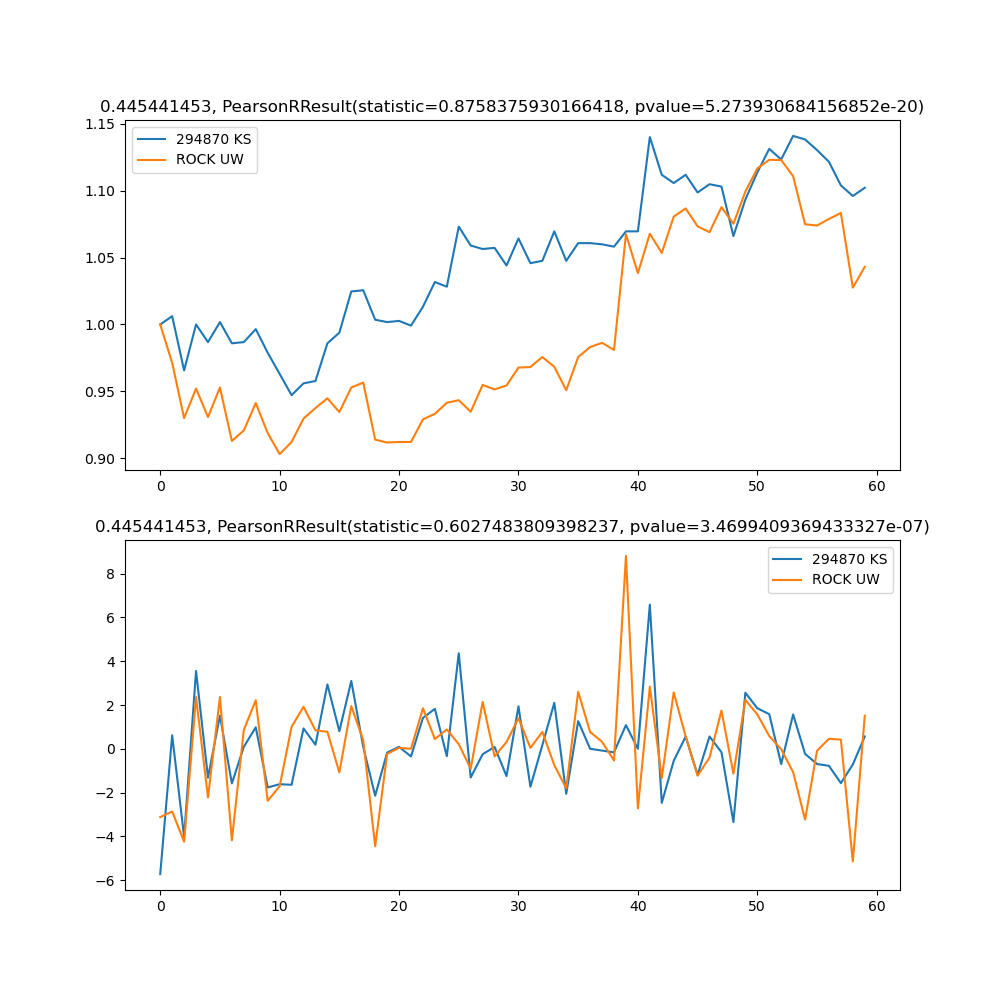 0.445441453, PearsonRResult(statistic=0.8758375930166418, pvalue=5.273930684156852e-20)
1.15
1.10
1.05
1.00
0.95
0.90
294870 KS
ROCK UW
0 10 20 30 40 50 60
0.445441453, PearsonRResult(statistic=0.6027483809398237, pvalue=3.4699409369433327e-07)
8
6
4
2
0
−2
−4
−6
294870 KS
ROCK UW
0 10 20 30 40 50 60